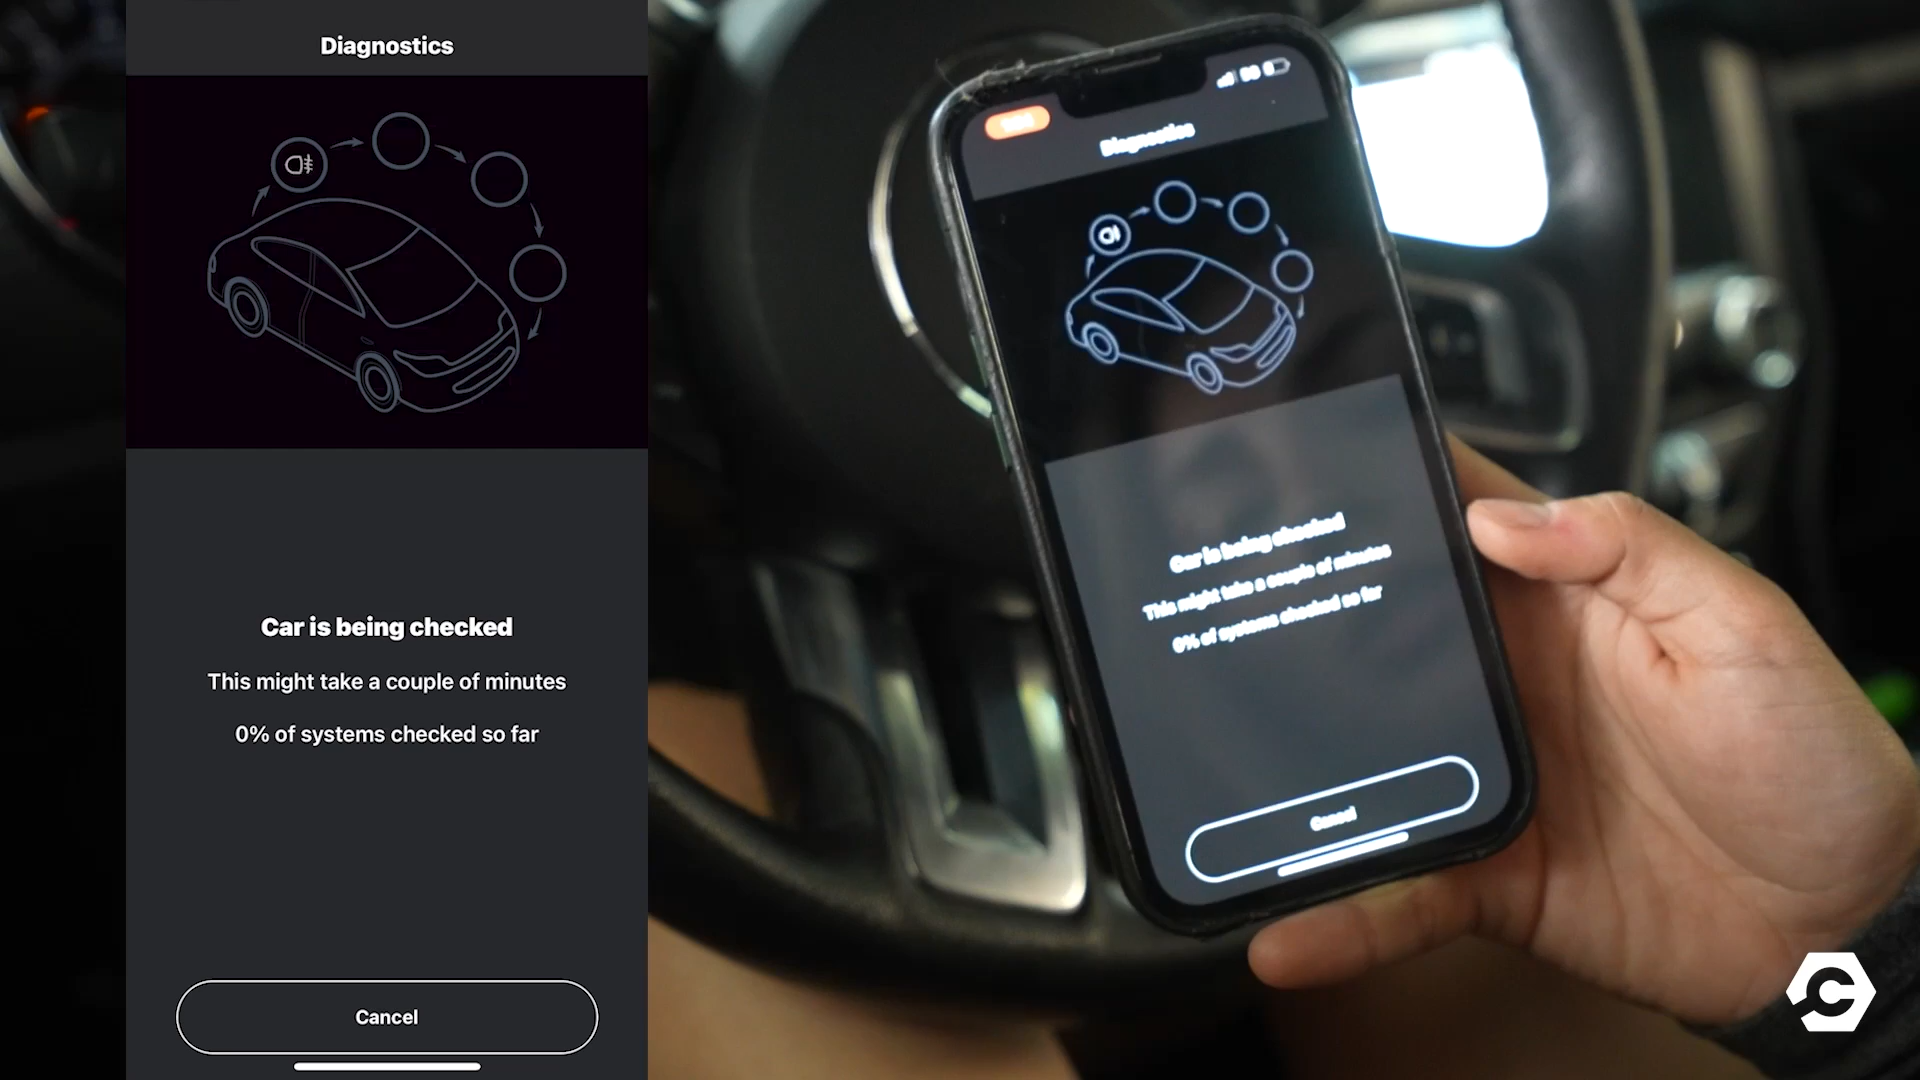 Diagnostics
Car is being checked
This might take a couple of minutes
0% of systems checked so far
Cancel
Diagnostics
Car is being checked
This might take a couple of minutes
0% of systems checked so far
Cancel